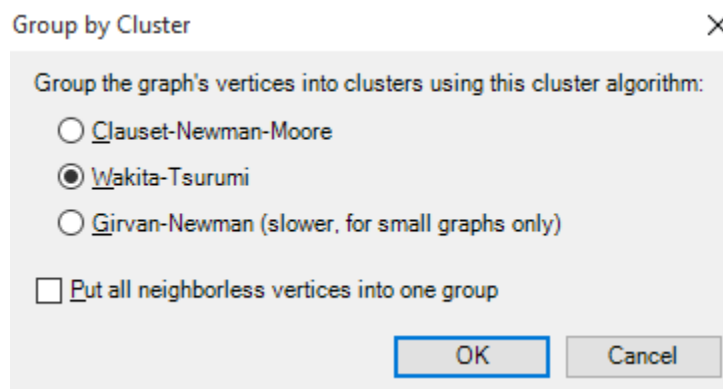 Group by Cluster
Group the graph's vertices into clusters using this cluster algorithm:
Clauset-Newman-Moore
Wakita-Tsurumi
Girvan-Newman (slower, for small graphs only)
Put all neighborless vertices into one group
OK Cancel